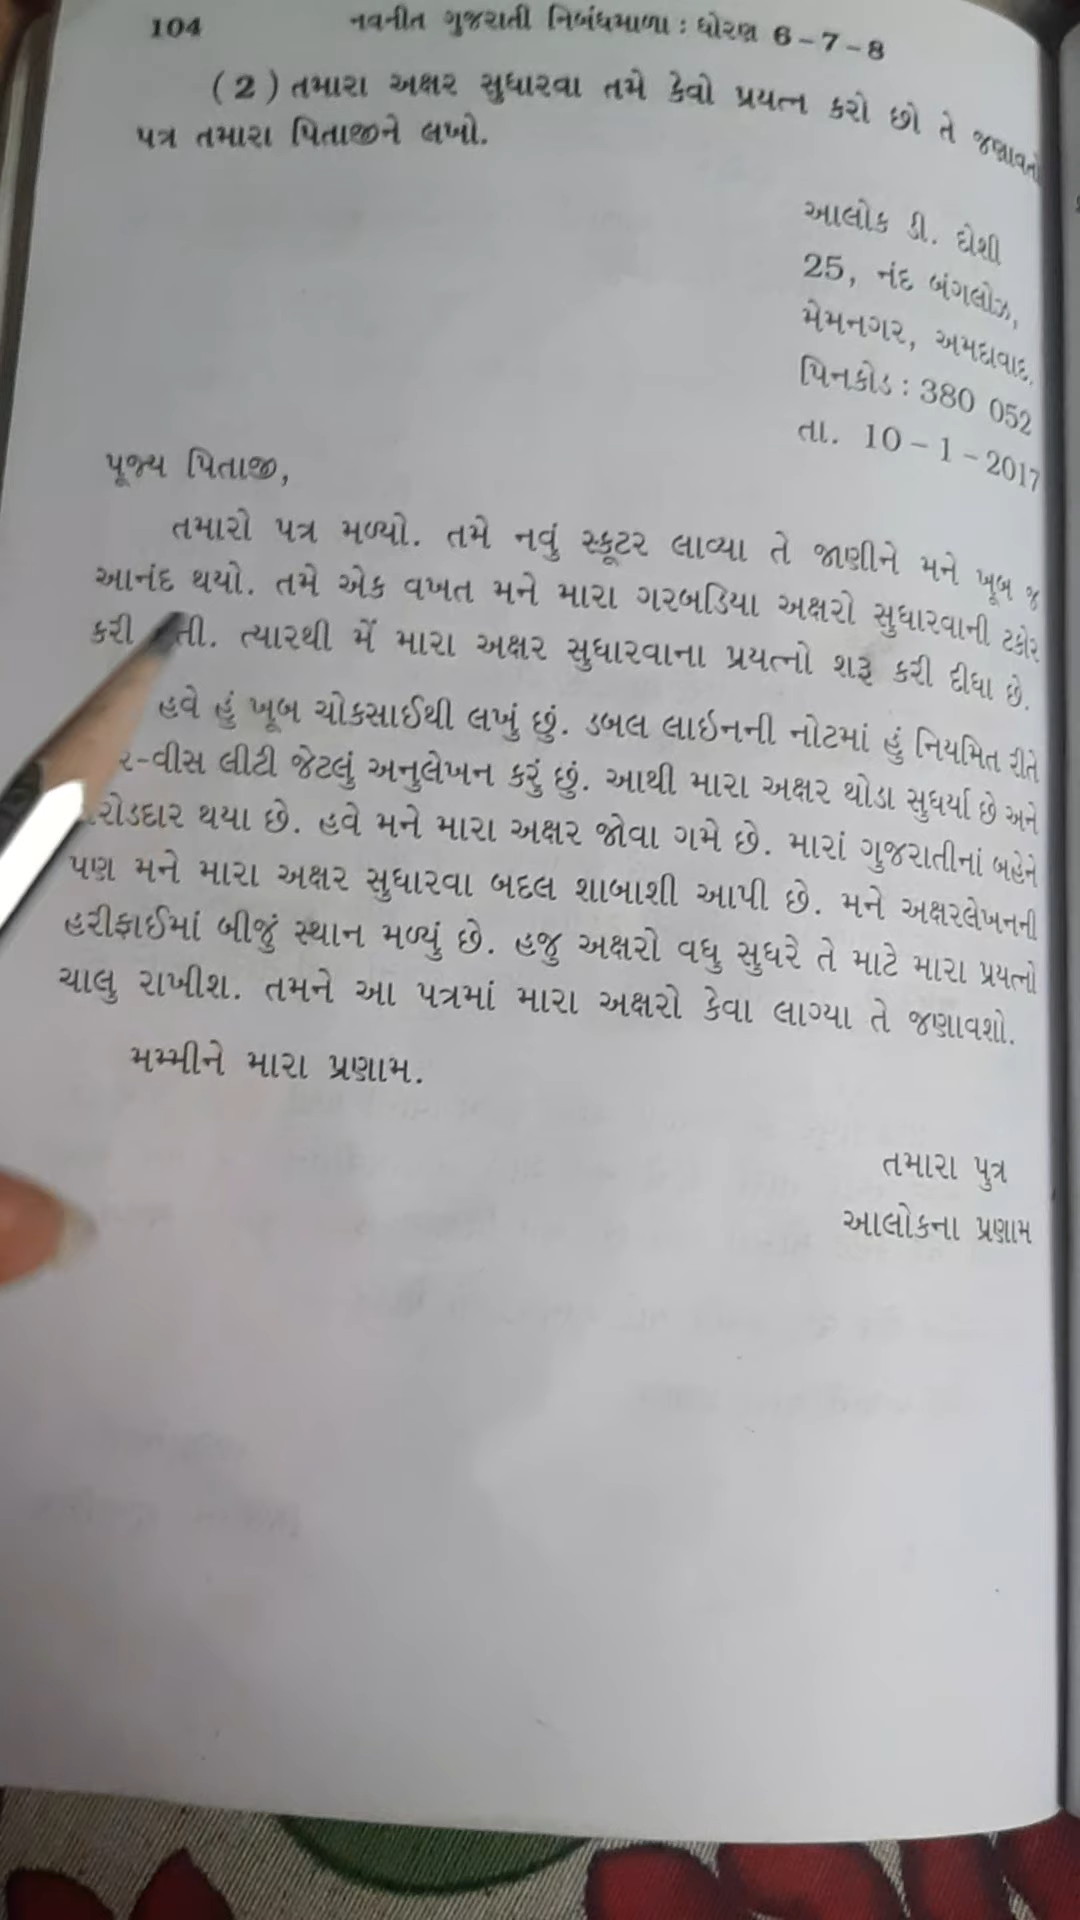 104 નવનીત ગુજરાતી નિબંધમાળા : ધોરણ 6 – 7 – 8
(2) તમારા અક્ષર સુધારવા તમે કેવો પ્રયત્ન કરો છો તે જણાવતો
પત્ર તમારા પિતાજીને લખો.
આલોક ડી. દોશી
25, નંદ બંગલોઝ,
મેમનગર, અમદાવાદ.
પિનકોડ : 380 052
તા. 10 – 1 – 2017
પૂજ્ય પિતાજી,
તમારો પત્ર મળ્યો. તમે નવું સ્કૂટર લાવ્યા તે જાણીને મને ખૂબ જ
આનંદ થયો. તમે એક વખત મને મારા ગરબડિયા અક્ષરો સુધારવાની ટકોર
કરી ત્યારથી મેં મારા અક્ષર સુધારવાના પ્રયત્નો શરૂ કરી દીધા છે.
હવે હું ખૂબ ચોકસાઈથી લખું છું. ડબલ લાઇનની નોટમાં હું નિયમિત રીતે
વીસ લીટી જેટલું અનુલેખન કરું છું. આથી મારા અક્ષર થોડા સુધર્યા છે અને
થયા છે. હવે મને મારા અક્ષર જોવા ગમે છે. મારાં ગુજરાતીનાં બહેને
પણ મને મારા અક્ષર સુધારવા બદલ શાબાશી આપી છે. મને અક્ષરલેખનની
હરીફાઈમાં બીજું સ્થાન મળ્યું છે. હજુ અક્ષરો વધુ સુધરે તે માટે મારા પ્રયત્નો
ચાલુ રાખીશ. તમને આ પત્રમાં મારા અક્ષરો કેવા લાગ્યા તે જણાવશો.
મમ્મીને મારા પ્રણામ.
તમારા પુત્ર
આલોકના પ્રણામ